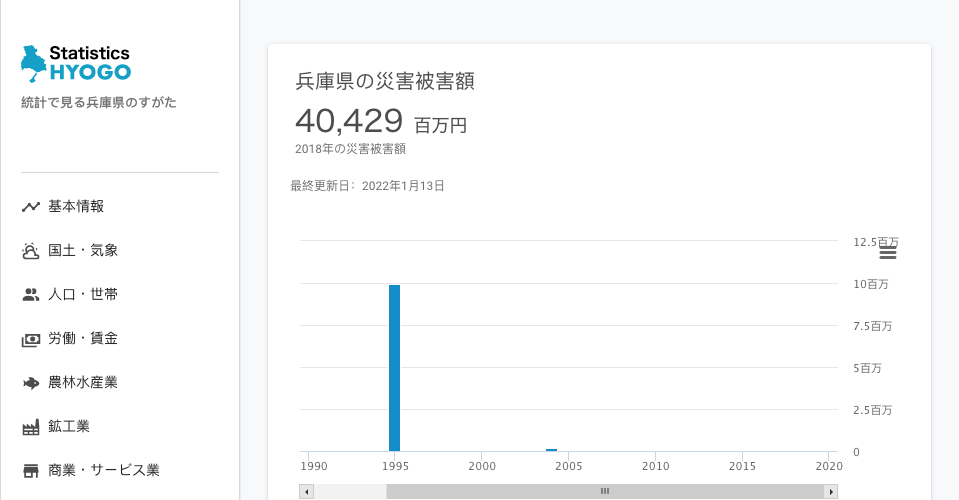 Statistics
HYOGO
統計で見る兵庫県のすがた
基本情報
国土・気象
人口・世帯
労働・賃金
農林水産業
鉱工業
商業・サービス業
兵庫県の災害被害額
40,429 百万円
2018年の災害被害額
最終更新日：2022年1月13日
12.5百万
10百万
7.5百万
5百万
2.5百万
0
1990 1995 2000 2005 2010 2015 2020